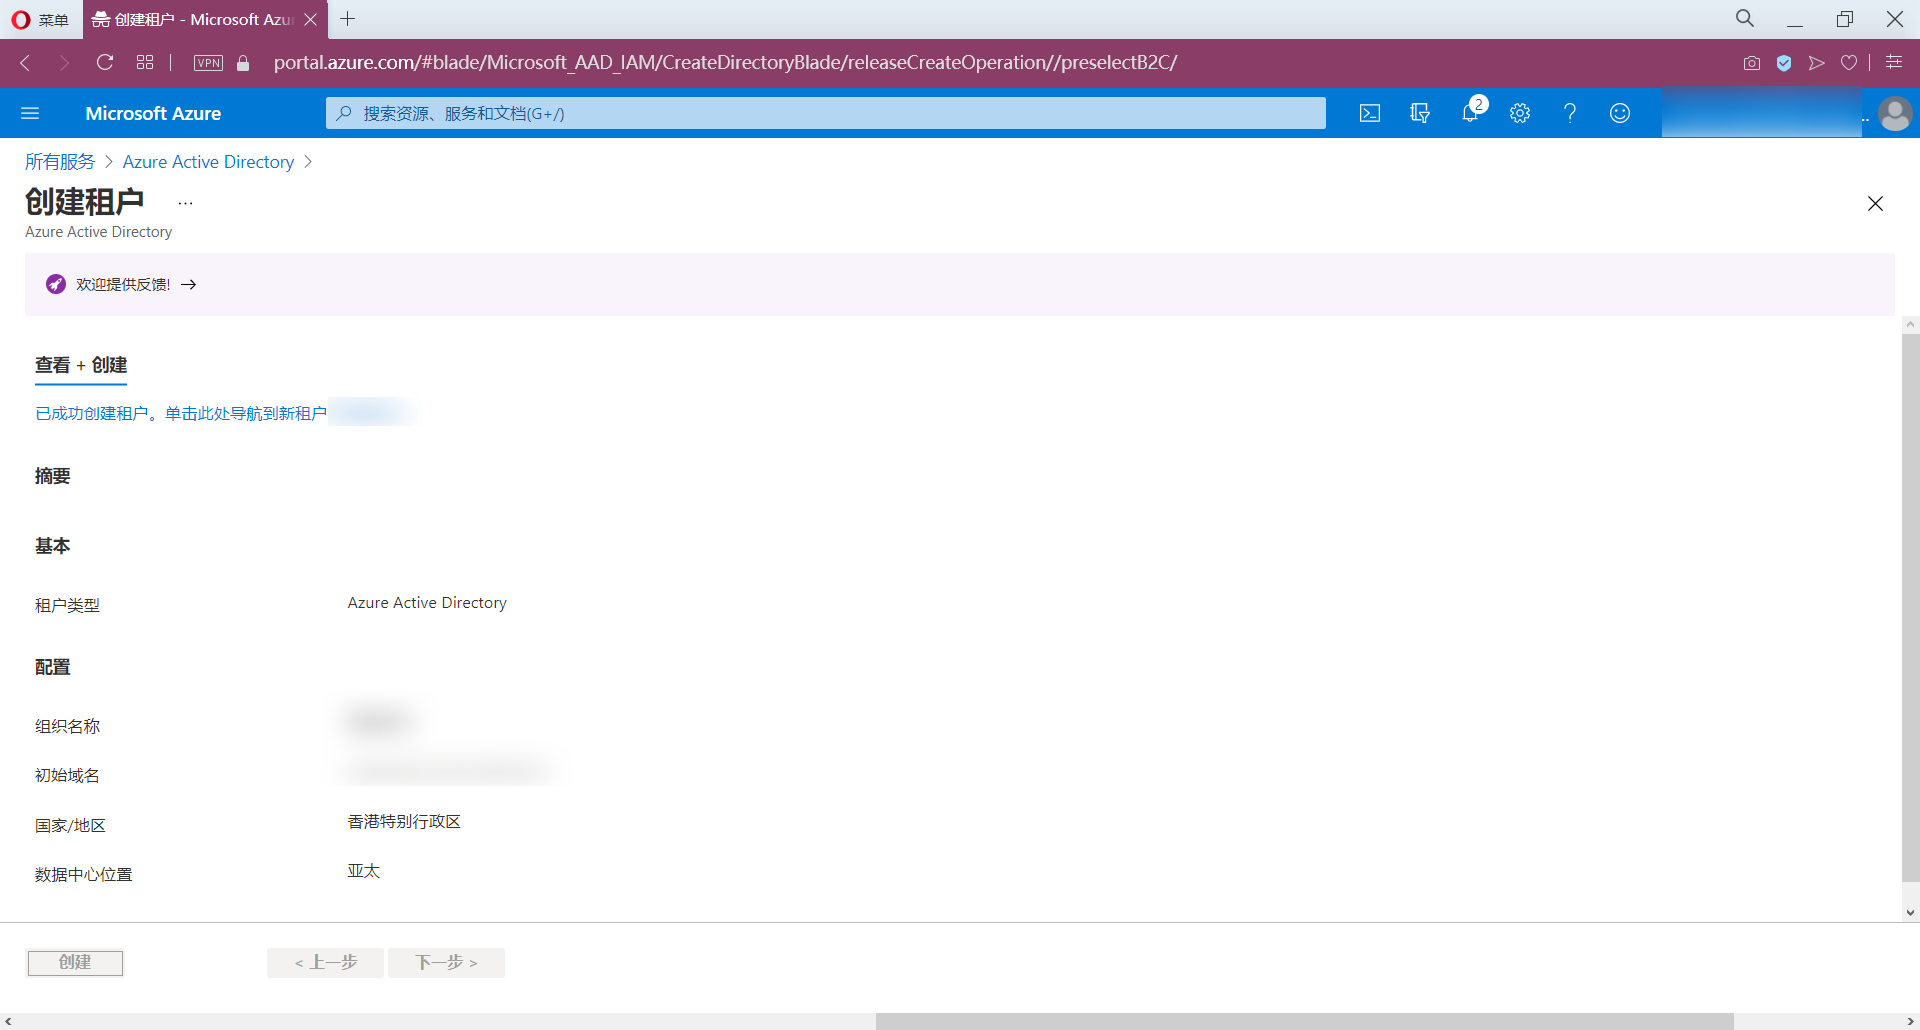 菜单
创建租户 - Microsoft Azu
VPN
portal.azure.com/#blade/Microsoft_AAD_IAM/CreateDirectoryBlade/releaseCreateOperation//preselectB2C/
Microsoft Azure
搜索资源、服务和文档(G+/)
2
..
所有服务 > Azure Active Directory >
创建租户 ...
Azure Active Directory
欢迎提供反馈! →
查看 + 创建
已成功创建租户。单击此处导航到新租户
摘要
基本
租户类型 Azure Active Directory
配置
组织名称
初始域名
国家/地区 香港特别行政区
数据中心位置 亚太
创建 < 上一步 下一步 >